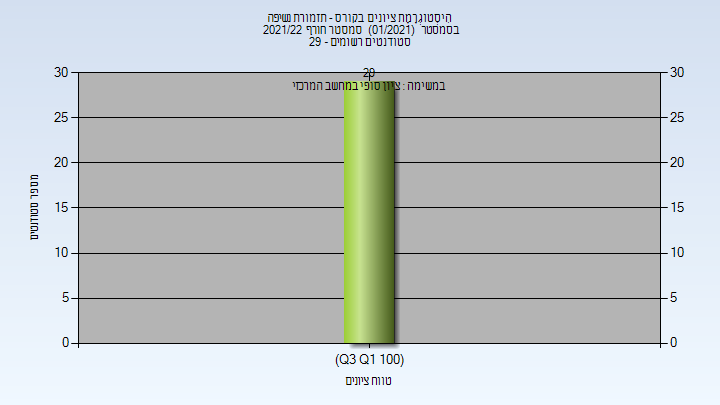 היסטוגרמת ציונים בקורס - תזמורת נשיפה
בסמסטר (01/2021) סמסטר חורף 2021/22
סטודנטים רשומים - 29
29
במשימה : ציון סופי במחשב המרכזי
30 30
25 25
20 20
15 15
10 10
5 5
0 0
מספר סטודנטים
(Q3 Q1 100)
טווח ציונים